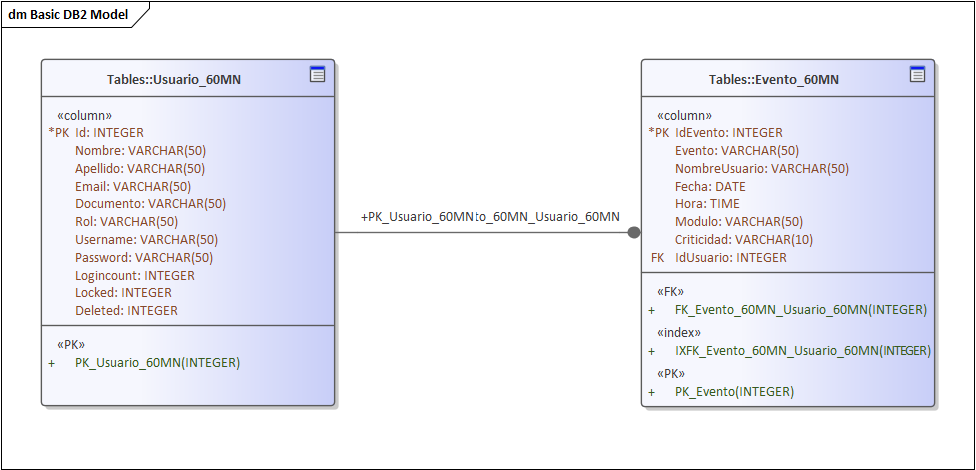 dm Basic DB2 Model
Tables::Usuario_60MN
«column»
*PK Id: INTEGER
Nombre: VARCHAR(50)
Apellido: VARCHAR(50)
Email: VARCHAR(50)
Documento: VARCHAR(50)
Rol: VARCHAR(50)
Username: VARCHAR(50)
Password: VARCHAR(50)
Logincount: INTEGER
Locked: INTEGER
Deleted: INTEGER
«PK»
+ PK_Usuario_60MN(INTEGER)
+PK_Usuario_60MNto_60MN_Usuario_60MN
Tables::Evento_60MN
«column»
*PK IdEvento: INTEGER
Evento: VARCHAR(50)
NombreUsuario: VARCHAR(50)
Fecha: DATE
Hora: TIME
Modulo: VARCHAR(50)
Criticidad: VARCHAR(10)
FK IdUsuario: INTEGER
«FK»
+ FK_Evento_60MN_Usuario_60MN(INTEGER)
«index»
+ IXFK_Evento_60MN_Usuario_60MN(INTEGER)
«PK»
+ PK_Evento(INTEGER)